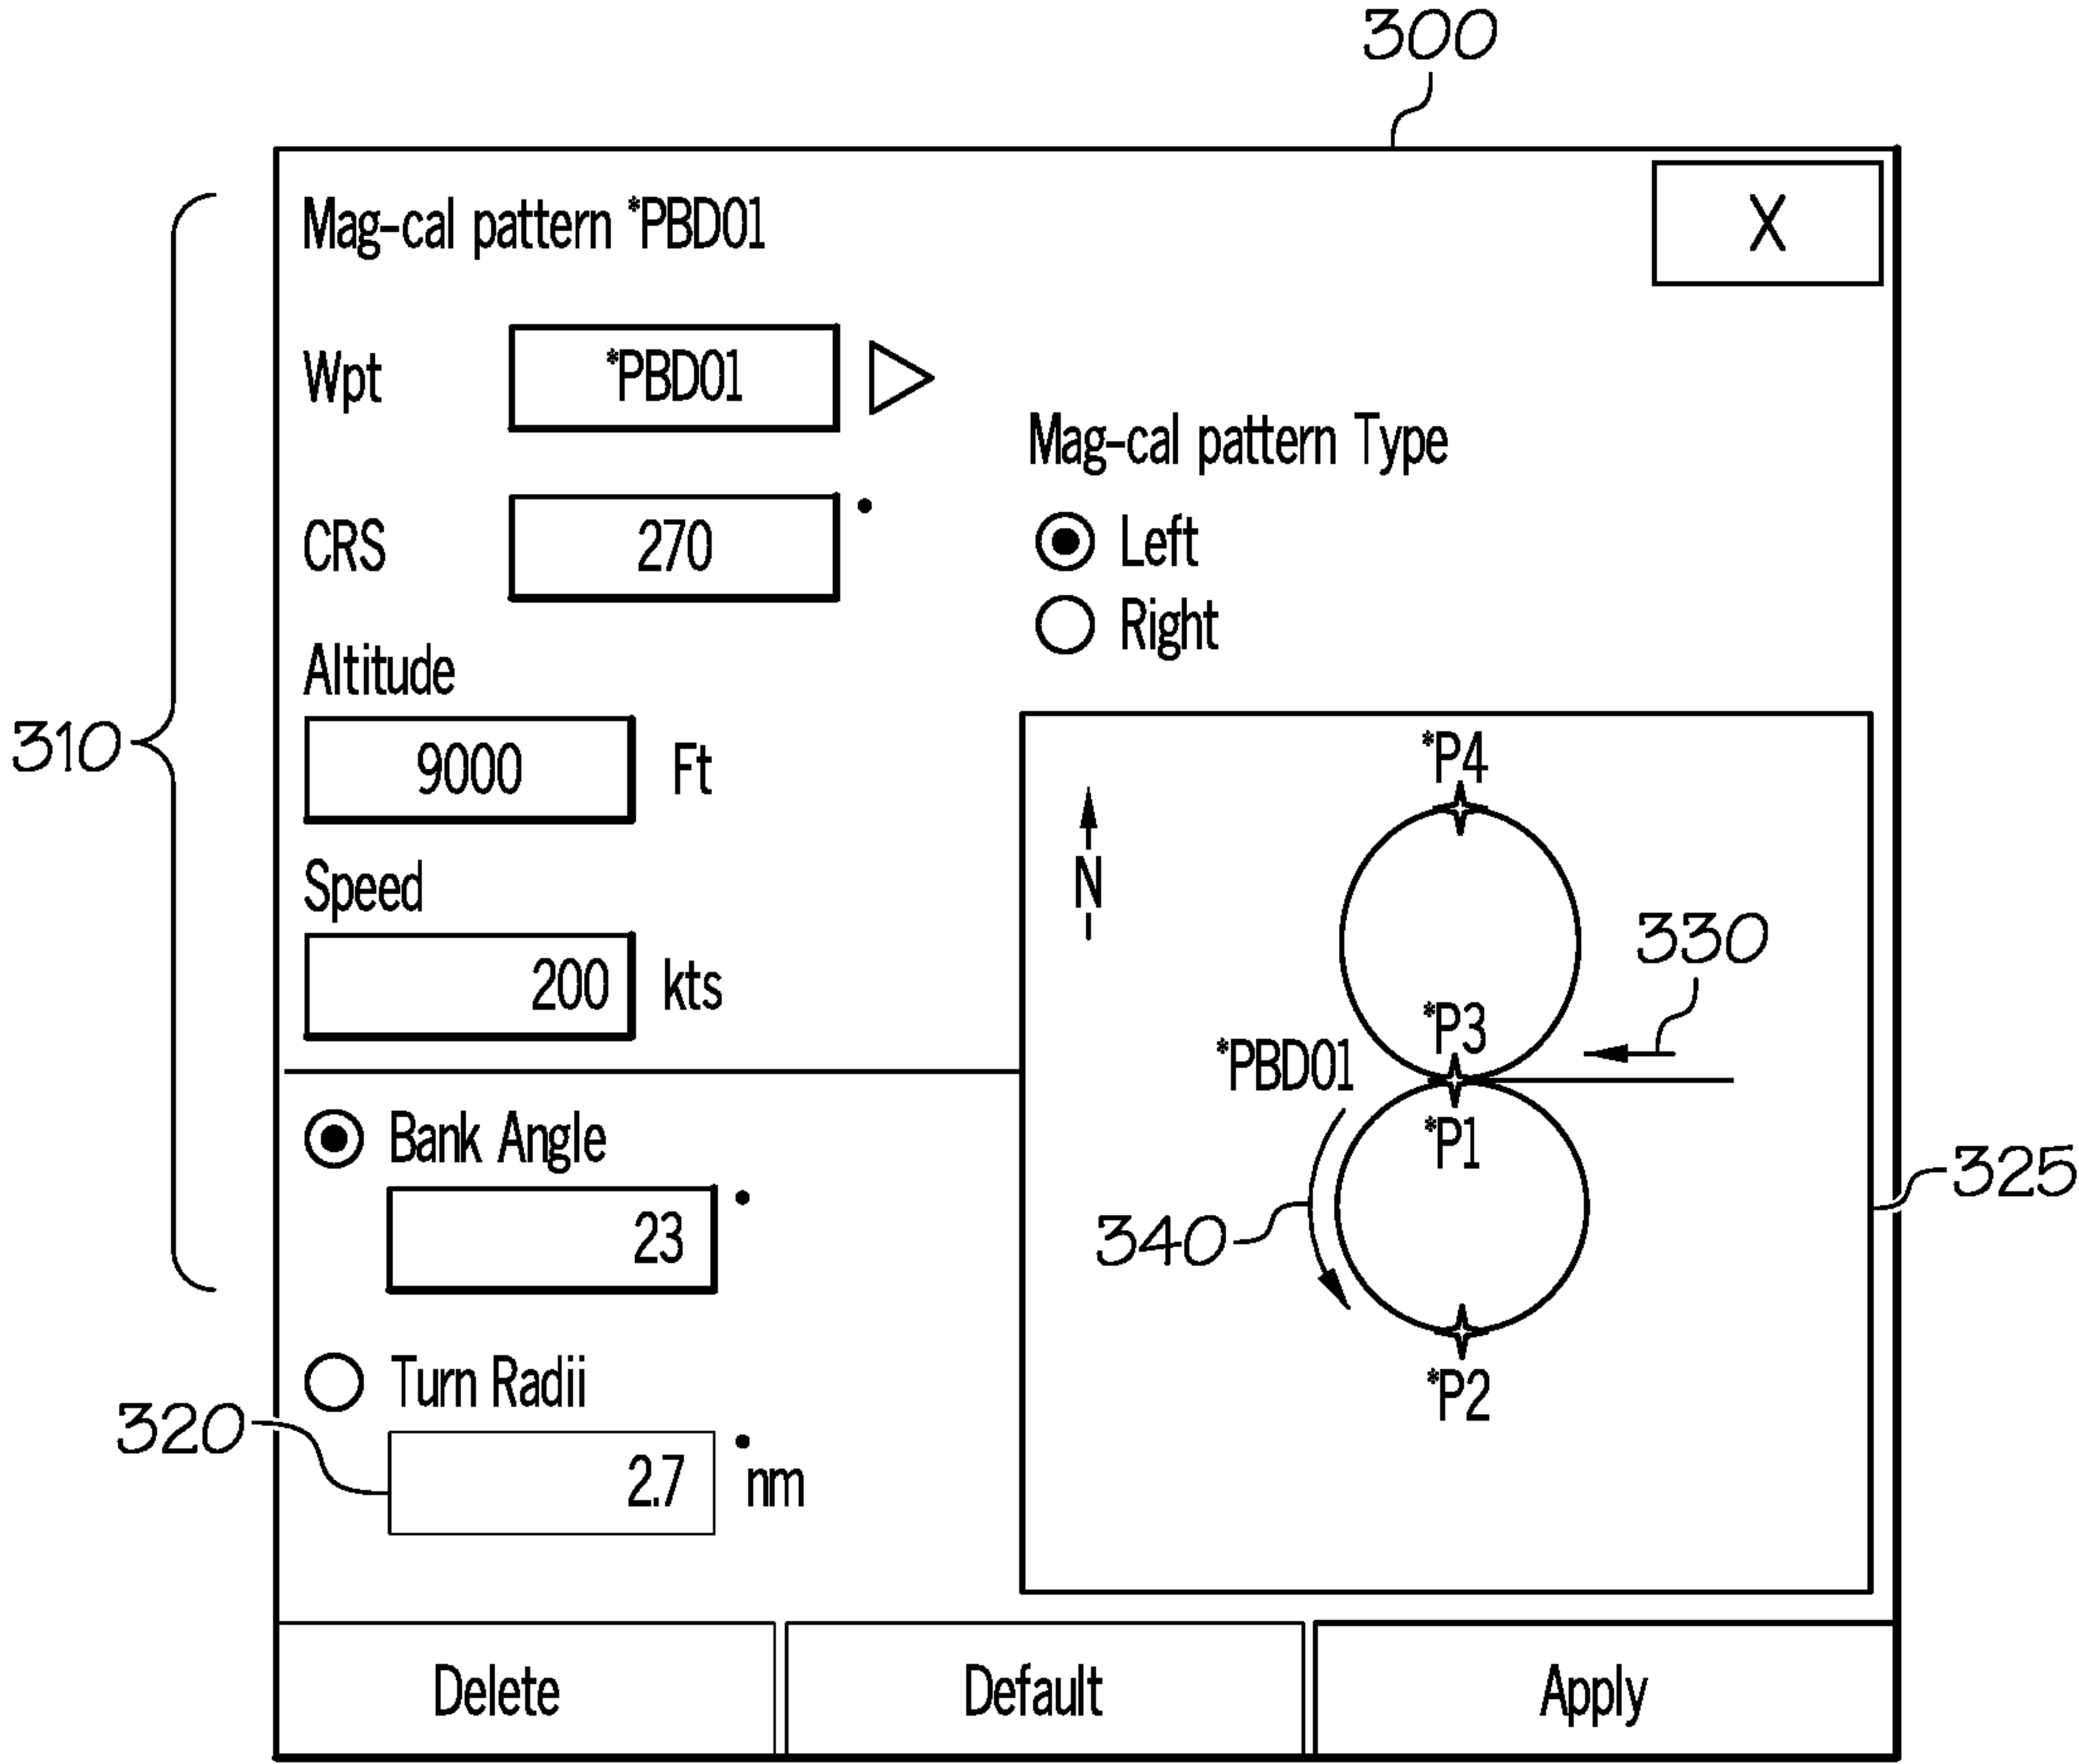 300
Mag-cal pattern *PBD01
X
Wpt
*PBD01
CRS
270
Mag-cal pattern Type
Left
Right
Altitude
9000 Ft
Speed
200 kts
310
Bank Angle
23
Turn Radii
2.7 nm
320
*P4
N
330
*P3
*PBD01
*P1
340
325
*P2
Delete
Default
Apply